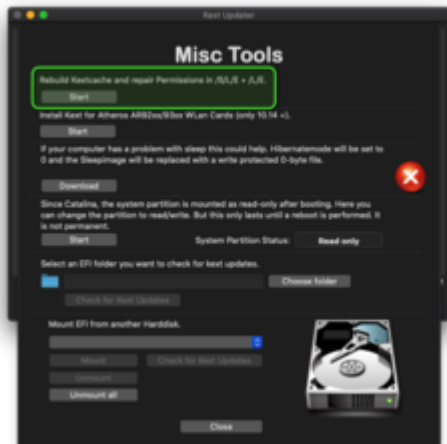 Kext Updater
Misc Tools
Rebuild Kextcache and repair Permissions in /S/L/E + /L/E.
Start
Install Kext for Atheros AR92xx/93xx WLan Cards (only 10.14 +).
Start
If your computer has a problem with sleep this could help. Hibernatemode will be set to
0 and the Sleepimage will be replaced with a write protected 0-byte file.
Download
Since Catalina, the system partition is mounted as read-only after booting. Here you
can change the partition to read/write. But this only lasts until a reboot is performed. It
is not permanent.
Start
System Partition Status:
Read only
Select an EFI folder you want to check for kext updates.
Choose folder
Check for Kext Updates
Mount EFI from another Harddisk.
Mount
Check for Kext Updates
Unmount
Unmount all
Close